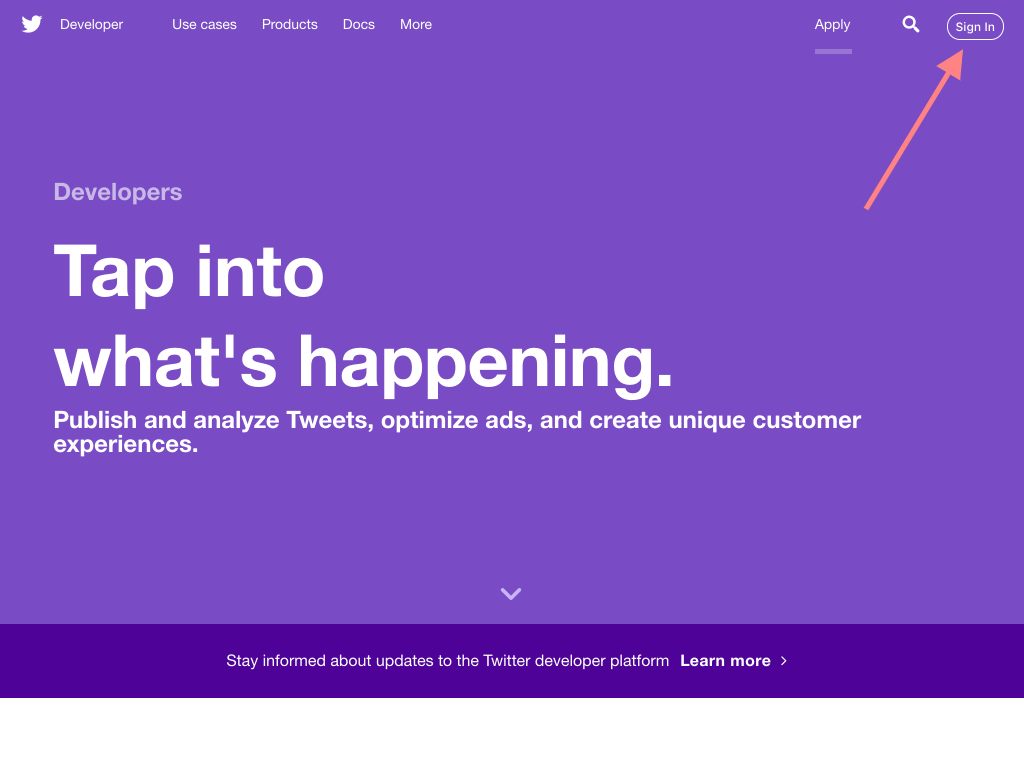 Developer Use cases Products Docs More Apply Sign In
Developers
Tap into
what's happening.
Publish and analyze Tweets, optimize ads, and create unique customer
experiences.
Stay informed about updates to the Twitter developer platform Learn more